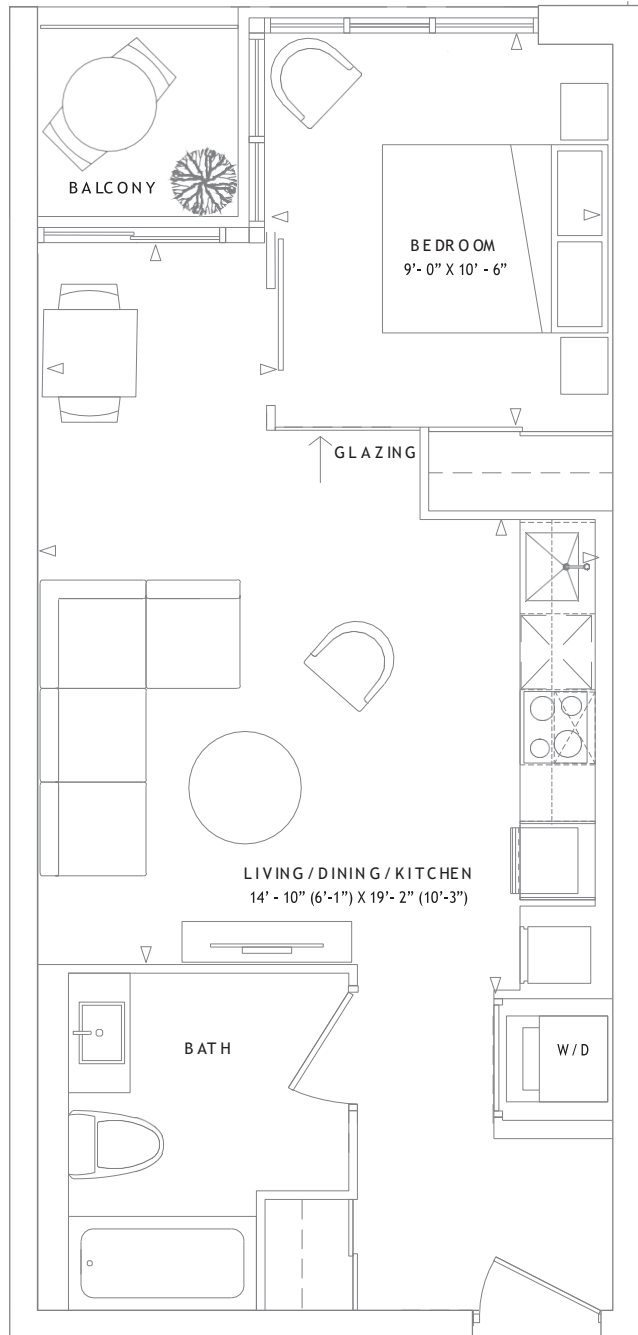 BALCONY
BEDROOM
9'- 0” X 10' - 6”
GLAZING
LIVING/DINING/KITCHEN
14' - 10” (6'-1”) X 19'- 2” (10'-3”)
BATH
W/D